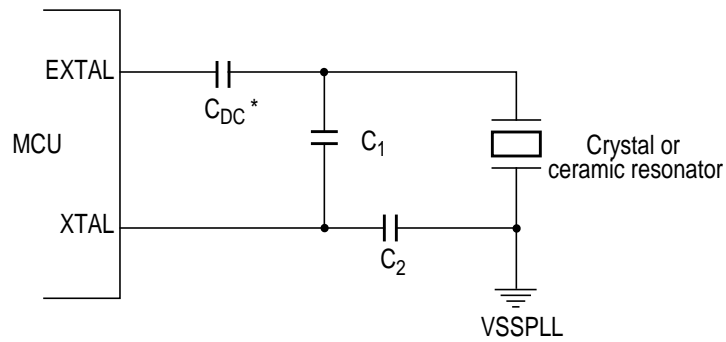 EXTAL
C_DC *
MCU
C_1
Crystal or
ceramic resonator
XTAL
C_2
VSSPLL